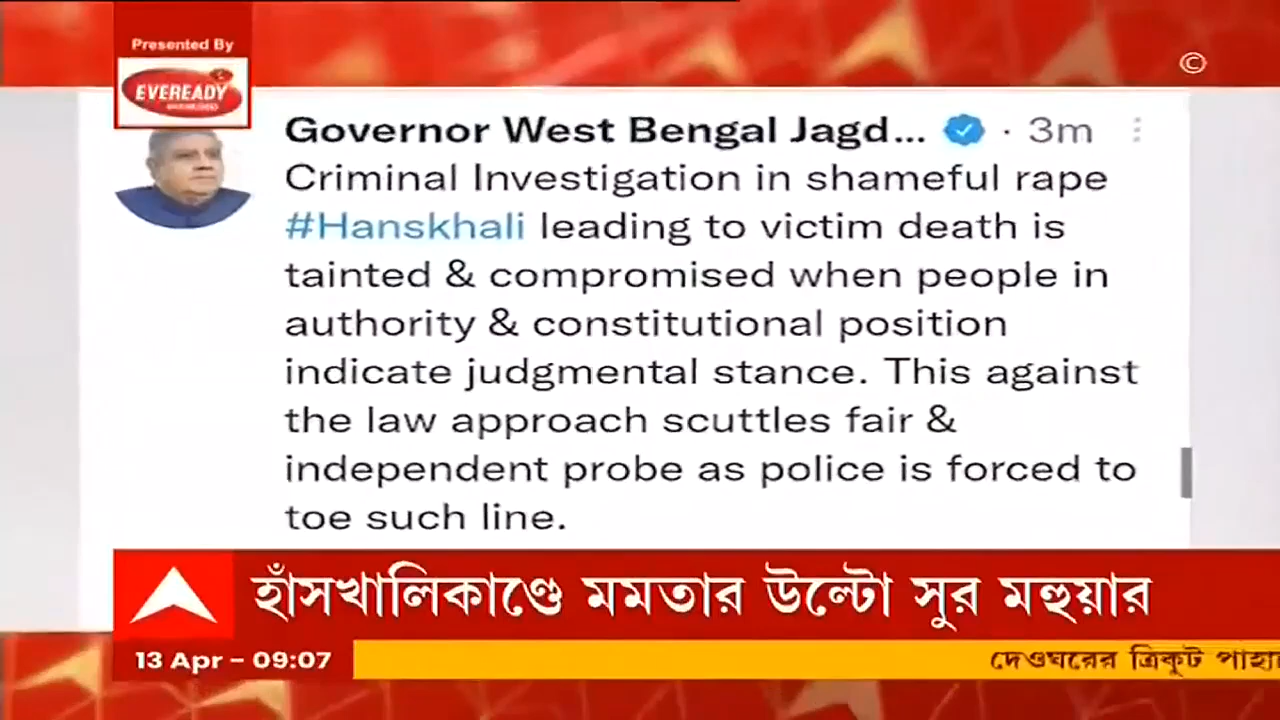 Presented By
EVEREADY
©
Governor West Bengal Jagd... · 3m
Criminal Investigation in shameful rape
#Hanskhali leading to victim death is
tainted & compromised when people in
authority & constitutional position
indicate judgmental stance. This against
the law approach scuttles fair &
independent probe as police is forced to
toe such line.
হাঁসখালিকাণ্ডে মমতার উল্টো সুর মহুয়ার
13 Apr – 09:07
দেওঘরের ত্রিকূট পাহা